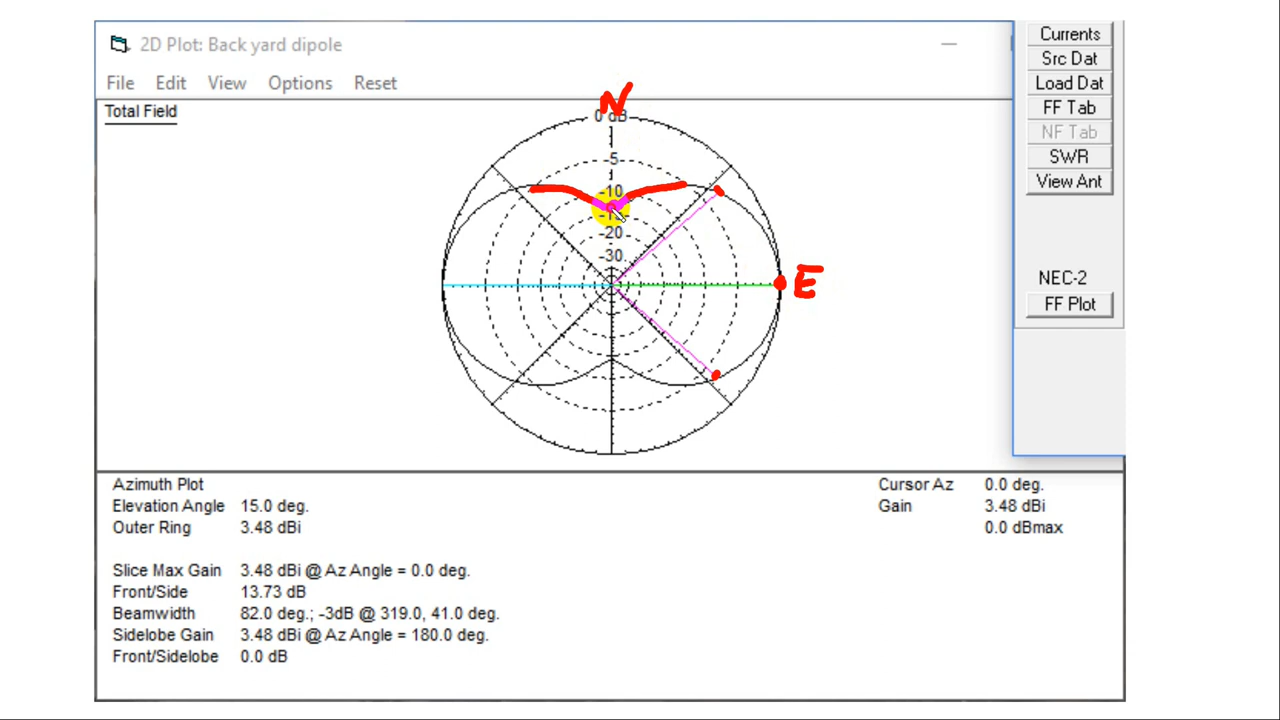 2D Plot: Back yard dipole
File Edit View Options Reset
Total Field
N
0 dB
-5
-10
-20
-30
E
Currents
Src Dat
Load Dat
FF Tab
NF Tab
SWR
View Ant
NEC-2
FF Plot
Azimuth Plot
Elevation Angle 15.0 deg.
Outer Ring 3.48 dBi
Cursor Az 0.0 deg.
Gain 3.48 dBi
0.0 dBmax
Slice Max Gain 3.48 dBi @ Az Angle = 0.0 deg.
Front/Side 13.73 dB
Beamwidth 82.0 deg.; -3dB @ 319.0, 41.0 deg.
Sidelobe Gain 3.48 dBi @ Az Angle = 180.0 deg.
Front/Sidelobe 0.0 dB